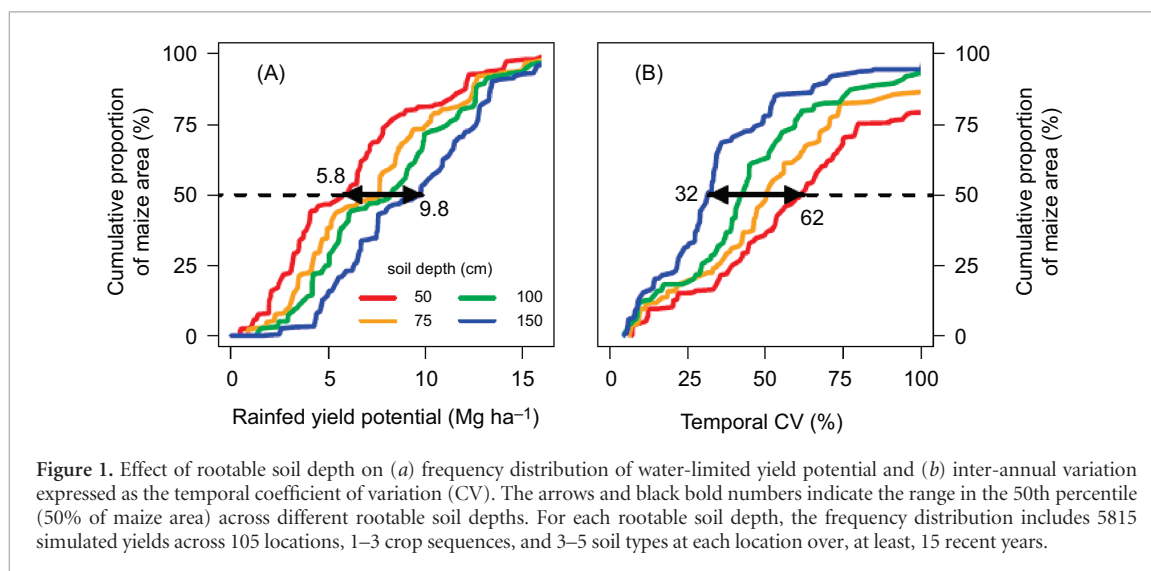 100
75
50
25
0
Cumulative proportion
of maize area (%)
(A)
5.8
9.8
soil depth (cm)
50 100
75 150
0 5 10 15
Rainfed yield potential (Mg ha⁻¹)
(B)
32
62
0 25 50 75 100
Temporal CV (%)
100
75
50
25
0
Cumulative proportion
of maize area (%)
Figure 1. Effect of rootable soil depth on (a) frequency distribution of water-limited yield potential and (b) inter-annual variation
expressed as the temporal coefficient of variation (CV). The arrows and black bold numbers indicate the range in the 50th percentile
(50% of maize area) across different rootable soil depths. For each rootable soil depth, the frequency distribution includes 5815
simulated yields across 105 locations, 1–3 crop sequences, and 3–5 soil types at each location over, at least, 15 recent years.